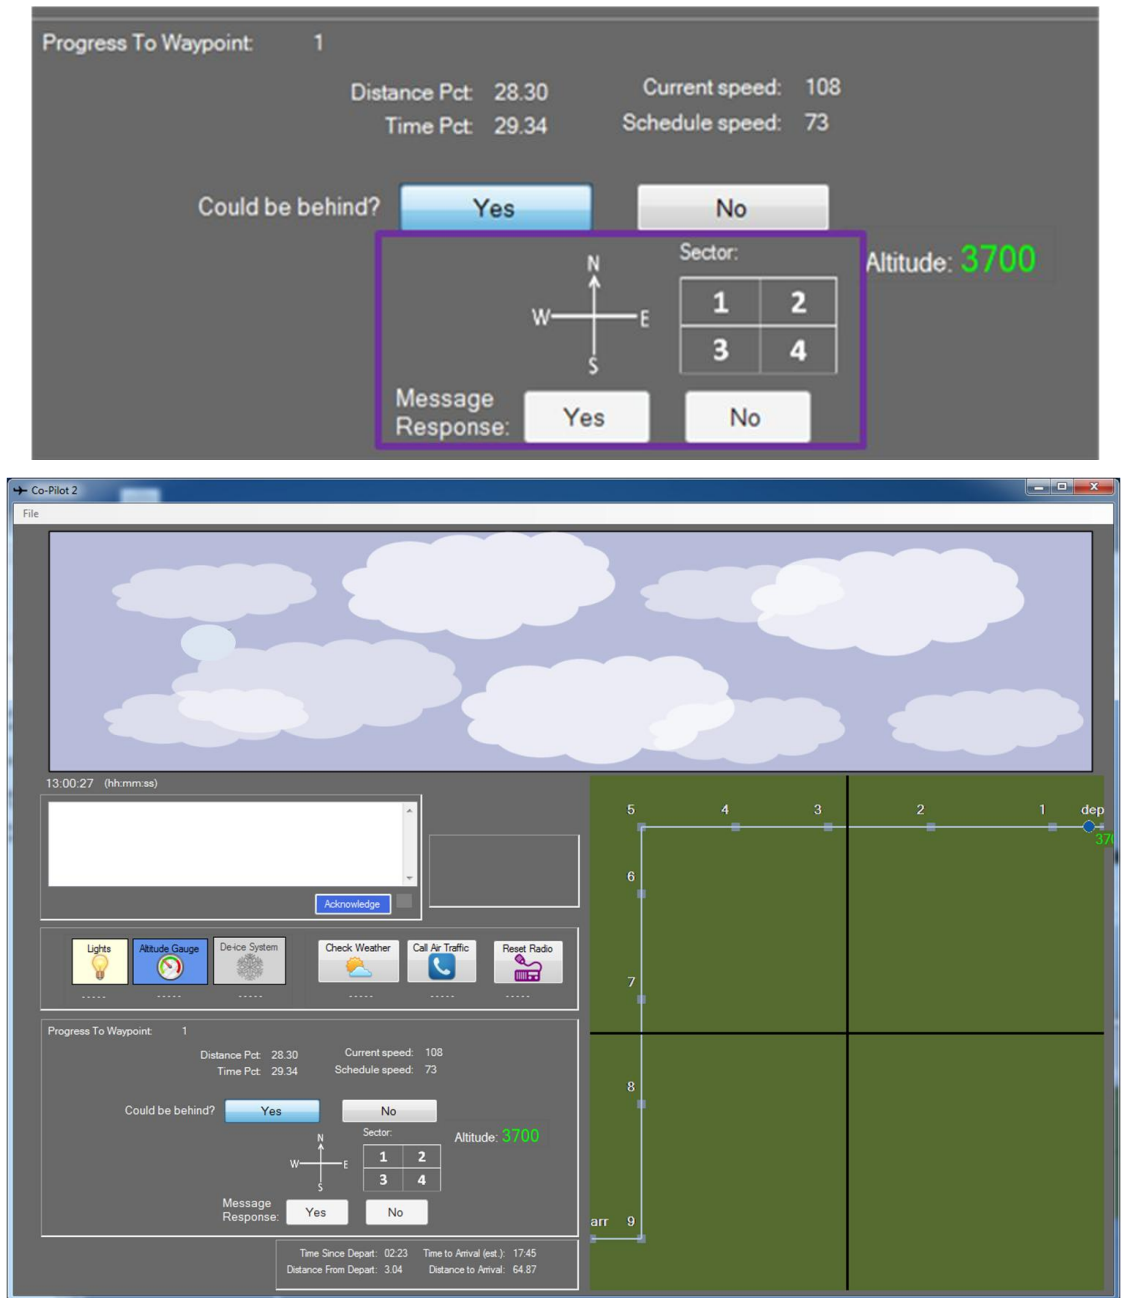 Progress To Waypoint: 1
Distance Pct: 28.30 Current speed: 108
Time Pct: 29.34 Schedule speed: 73
Could be behind? Yes No
Sector:
Altitude: 3700
N
W E
S
1 2
3 4
Message
Response: Yes No
Co-Pilot 2
File
13:00:27 (hh:mm:ss)
Acknowledge
Lights Altitude Gauge De-ice System Check Weather Call Air Traffic Reset Radio
----- ----- ----- ----- ----- -----
Progress To Waypoint: 1
Distance Pct: 28.30 Current speed: 108
Time Pct: 29.34 Schedule speed: 73
Could be behind? Yes No
Sector:
Altitude: 3700
N
W E
S
1 2
3 4
Message
Response: Yes No
Time Since Depart: 02:23 Time to Arrival (est.): 17:45
Distance From Depart: 3.04 Distance to Arrival: 64.87
5 4 3 2 1 dep
370
6
7
8
arr 9